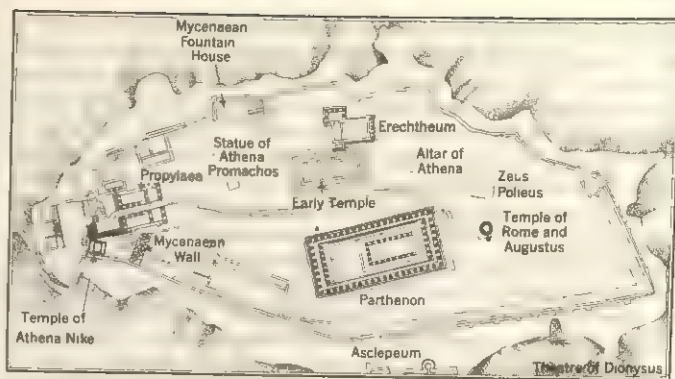 Mycenaean
Fountain
House
Erechtheum
Statue of
Athena
Promachos
Altar of
Athena
Propylaea
Zeus
Polieus
Early Temple
Temple of
Rome and
Augustus
Mycenaean
Wall
Parthenon
Temple of
Athena Nike
Asclepeum
Theatre of Dionysus